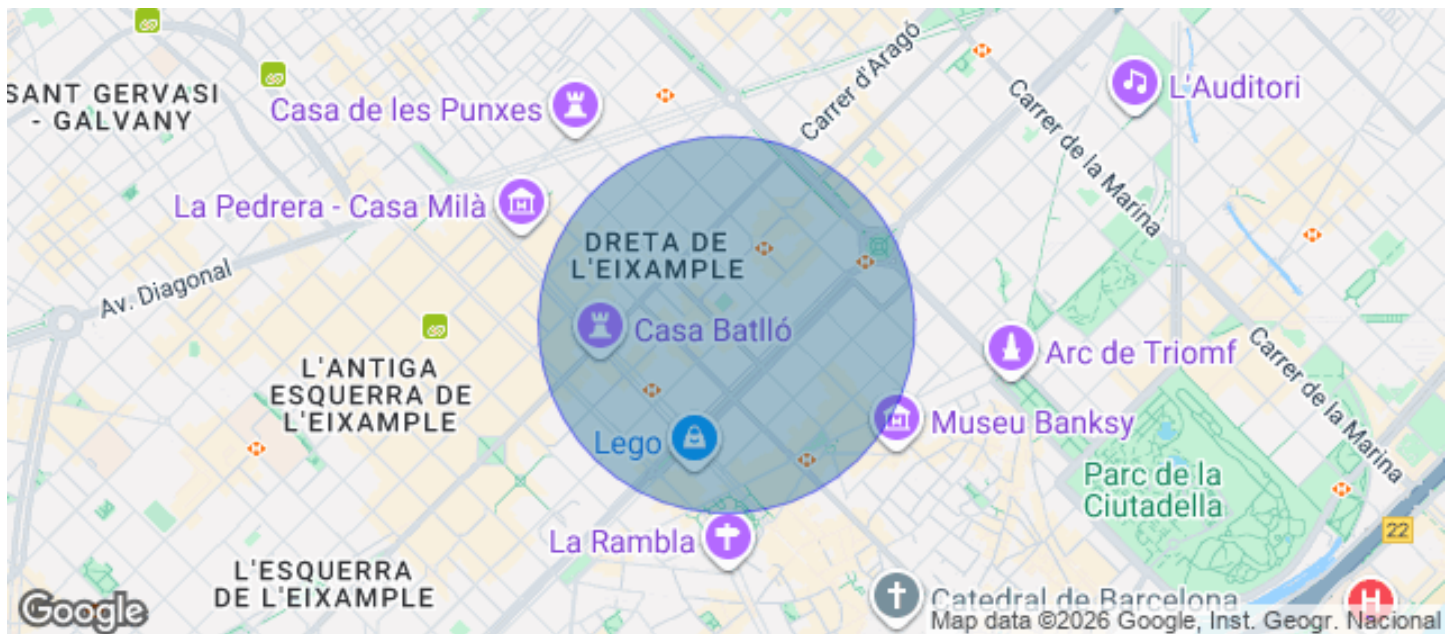 SANT GERVASI
- GALVANY
Casa de les Punxes
Carrer d'Aragó
L'Auditori
Carrer de la Marina
La Pedrera - Casa Milà
DRETA DE
L'EIXAMPLE
Av. Diagonal
Casa Batlló
Arc de Triomf
Carrer de la Marina
L'ANTIGA
ESQUERRA DE
L'EIXAMPLE
Lego
Museu Banksy
Parc de la
Ciutadella
22
La Rambla
L'ESQUERRA
DE L'EIXAMPLE
Catedral de Barcelona
H
Google
Map data ©2026 Google, Inst. Geogr. Nacional